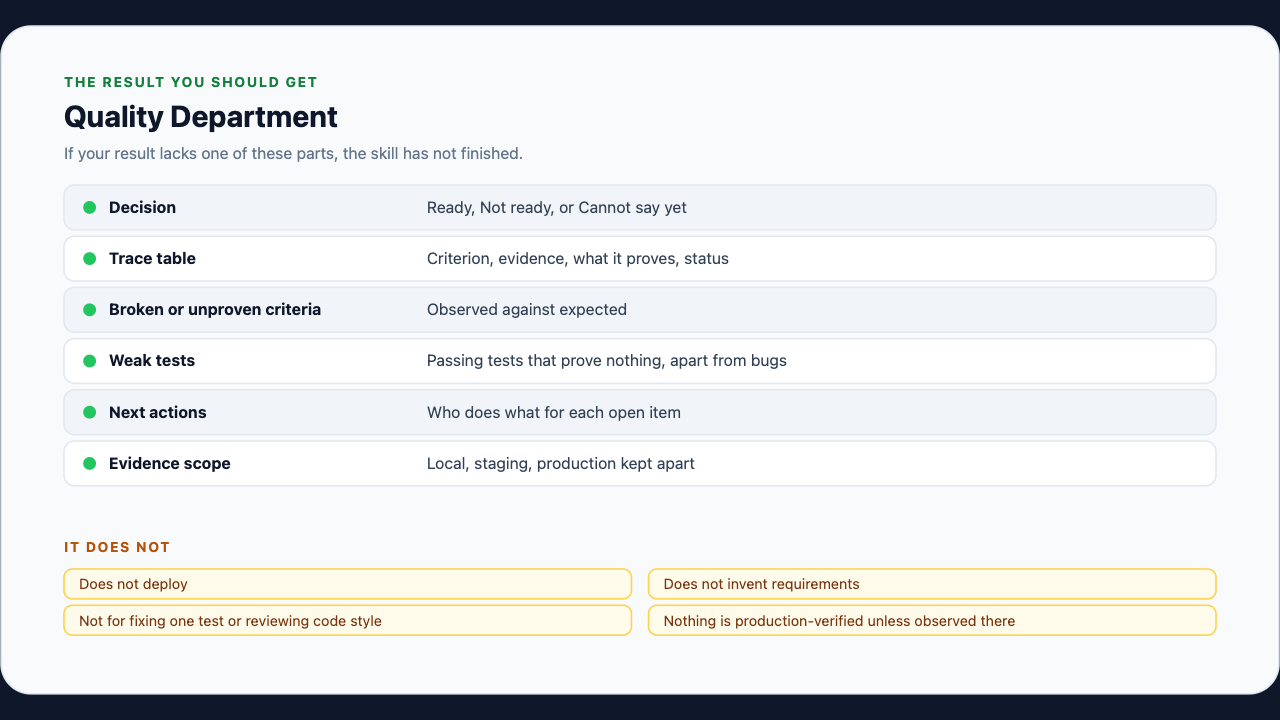 THE RESULT YOU SHOULD GET
Quality Department
If your result lacks one of these parts, the skill has not finished.
Decision Ready, Not ready, or Cannot say yet
Trace table Criterion, evidence, what it proves, status
Broken or unproven criteria Observed against expected
Weak tests Passing tests that prove nothing, apart from bugs
Next actions Who does what for each open item
Evidence scope Local, staging, production kept apart
IT DOES NOT
Does not deploy Does not invent requirements
Not for fixing one test or reviewing code style Nothing is production-verified unless observed there